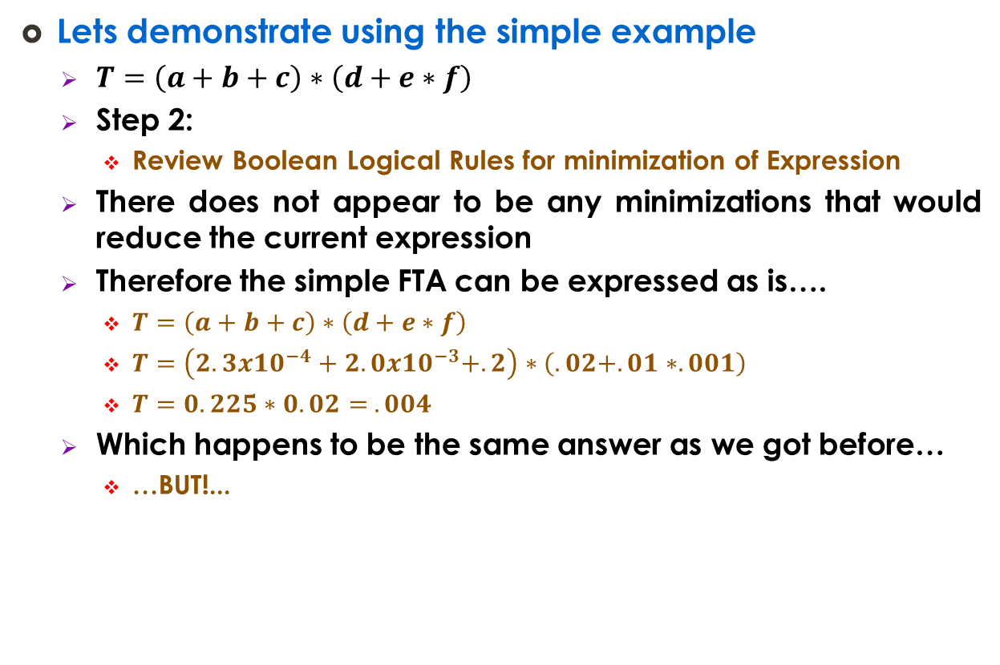 Lets demonstrate using the simple example
T = (a + b + c) ∗ (d + e ∗ f)
Step 2:
Review Boolean Logical Rules for minimization of Expression
There does not appear to be any minimizations that would
reduce the current expression
Therefore the simple FTA can be expressed as is….
T = (a + b + c) ∗ (d + e ∗ f)
T = (2.3x10⁻⁴ + 2.0x10⁻³+.2) ∗ (.02+.01 ∗.001)
T = 0.225 ∗ 0.02 = .004
Which happens to be the same answer as we got before…
…BUT!...